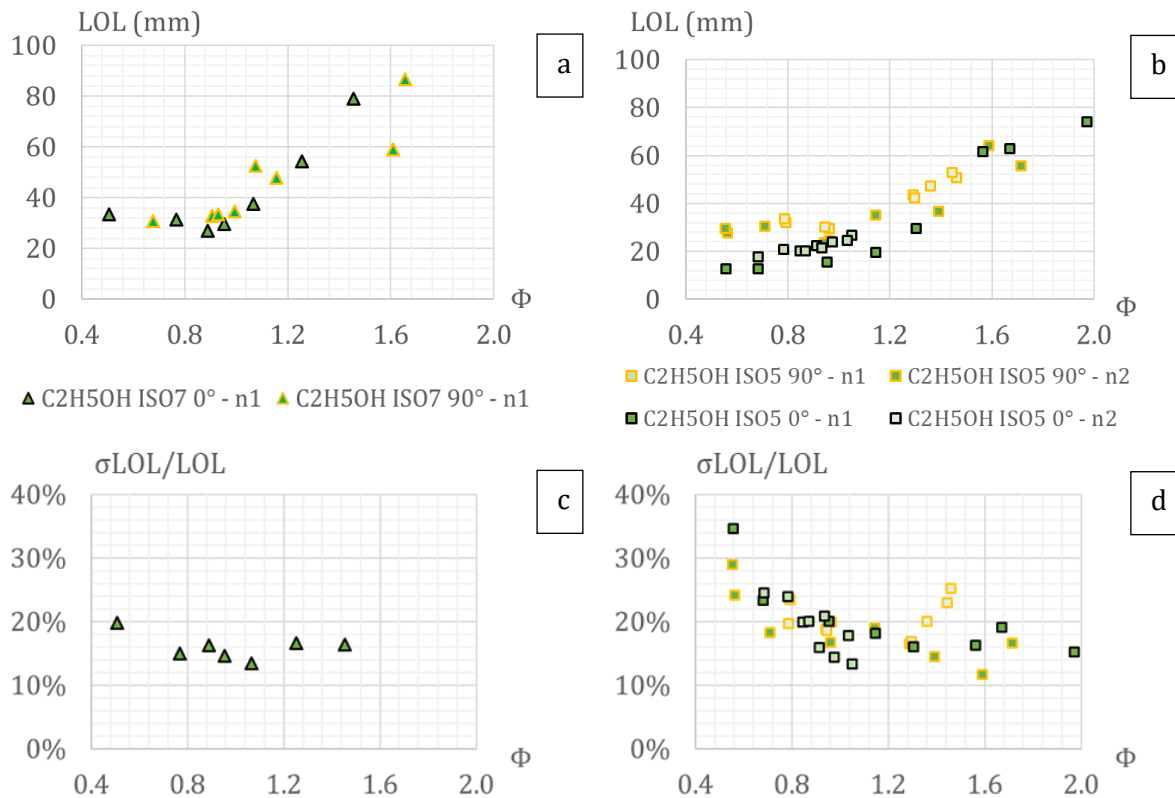 LOL (mm)
a
100
80
60
40
20
0
0.4 0.8 1.2 1.6 2.0
Φ
C2H5OH ISO7 0° - n1 C2H5OH ISO7 90° - n1
LOL (mm)
b
100
80
60
40
20
0
0.4 0.8 1.2 1.6 2.0
Φ
C2H5OH ISO5 90° - n1 C2H5OH ISO5 90° - n2
C2H5OH ISO5 0° - n1 C2H5OH ISO5 0° - n2
σLOL/LOL
c
40%
30%
20%
10%
0%
0.4 0.8 1.2 1.6 2.0
Φ
σLOL/LOL
d
40%
30%
20%
10%
0%
0.4 0.8 1.2 1.6 2.0
Φ